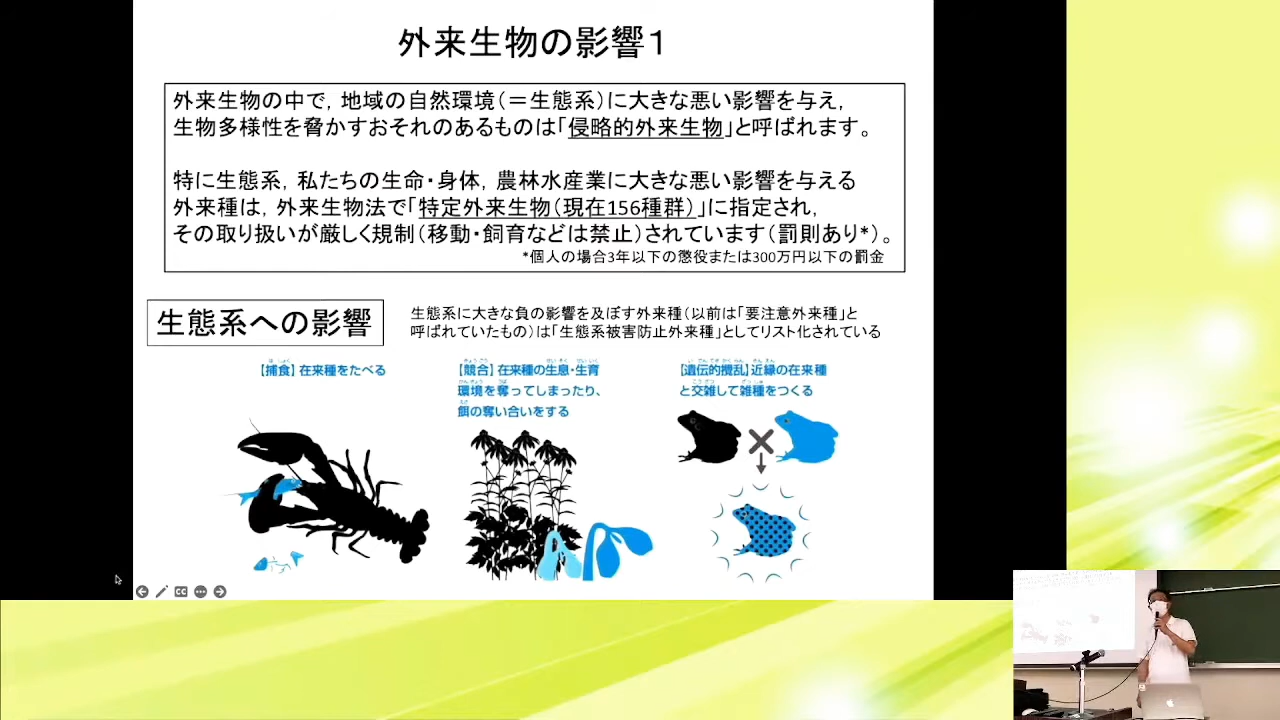 外来生物の影響１
外来生物の中で，地域の自然環境（＝生態系）に大きな悪い影響を与え，
生物多様性を脅かすおそれのあるものは「侵略的外来生物」と呼ばれます。
特に生態系，私たちの生命・身体，農林水産業に大きな悪い影響を与える
外来種は，外来生物法で「特定外来生物（現在156種群）」に指定され，
その取り扱いが厳しく規制（移動・飼育などは禁止）されています（罰則あり*）。
*個人の場合3年以下の懲役または300万円以下の罰金
生態系への影響
生態系に大きな負の影響を及ぼす外来種（以前は「要注意外来種」と
呼ばれていたもの）は「生態系被害防止外来種」としてリスト化されている
【捕食】在来種をたべる
【競合】在来種の生息・生育
環境を奪ってしまったり、
餌の奪い合いをする
【遺伝的攪乱】近縁の在来種
と交雑して雑種をつくる
CC